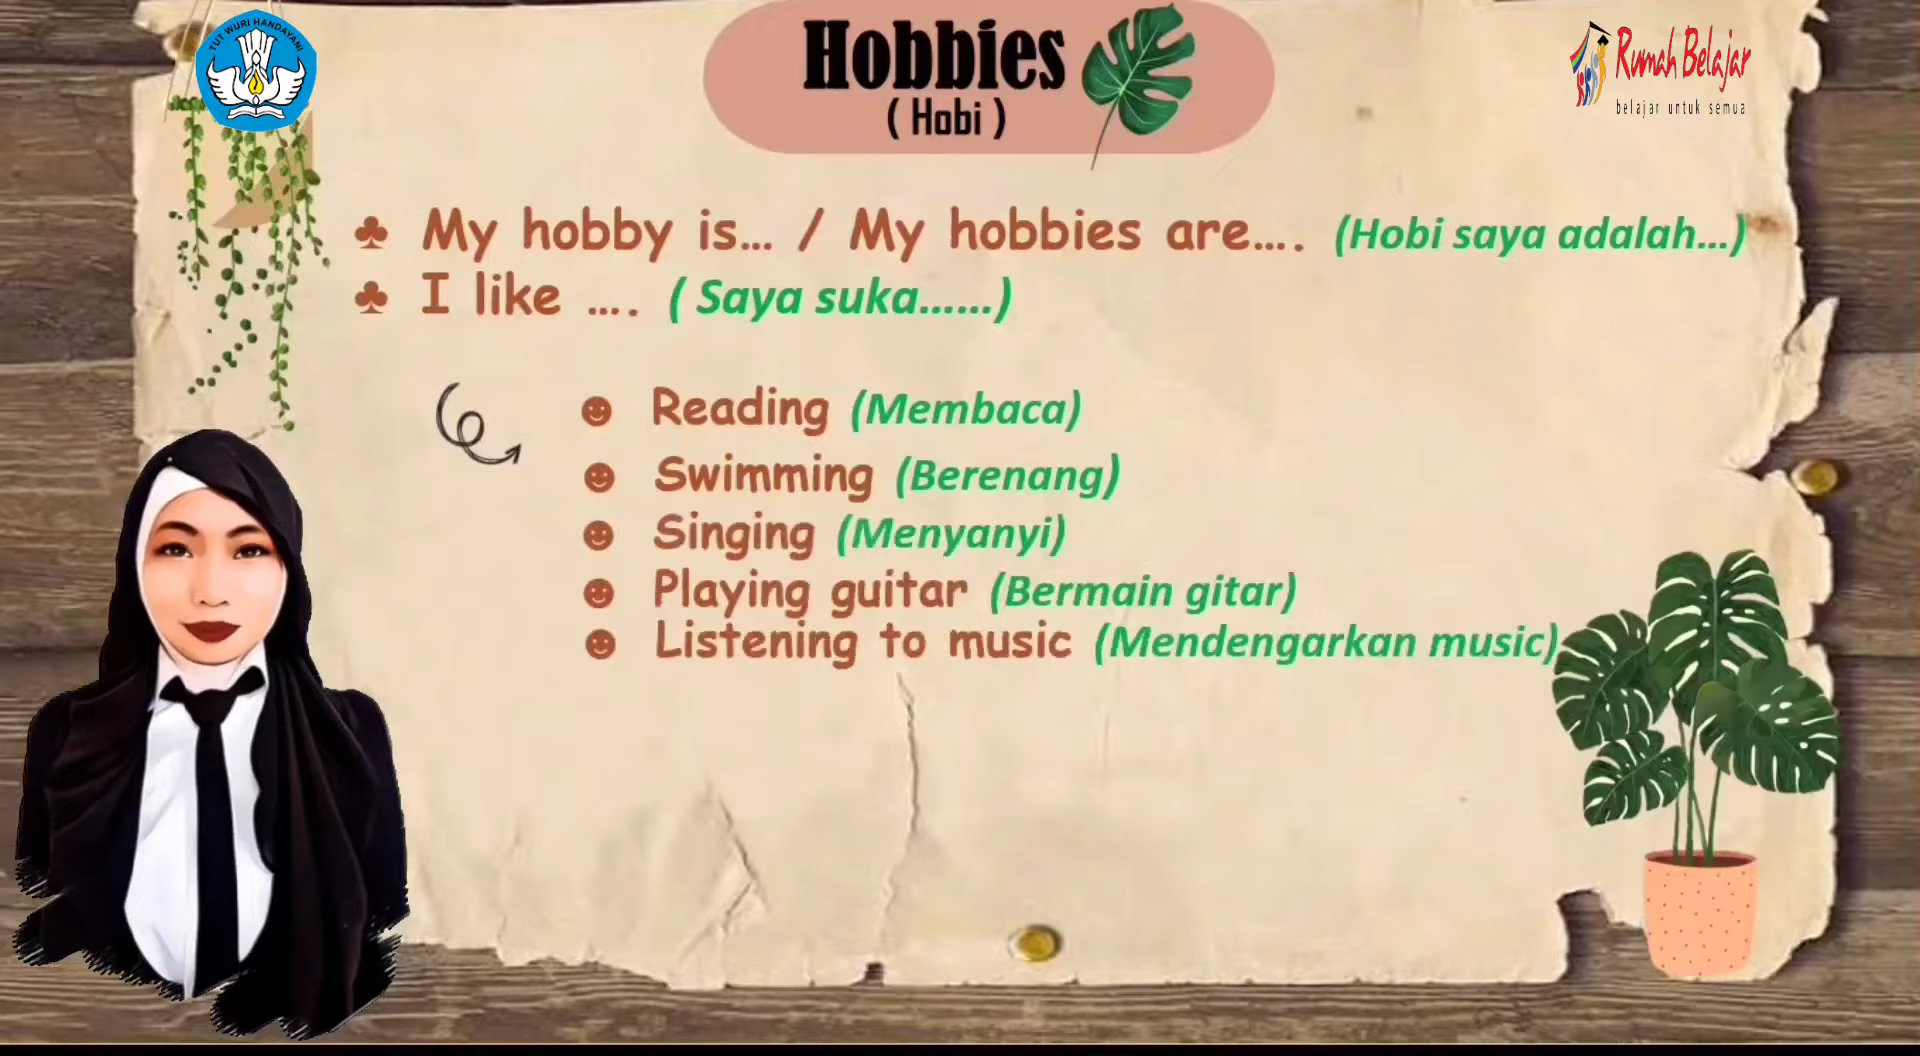 TUT WURI HANDAYANI
Hobbies
( Hobi )
Rumah Belajar
belajar untuk semua
♣ My hobby is... / My hobbies are.... (Hobi saya adalah...)
♣ I like .... ( Saya suka......)
☻ Reading (Membaca)
☻ Swimming (Berenang)
☻ Singing (Menyanyi)
☻ Playing guitar (Bermain gitar)
☻ Listening to music (Mendengarkan music)